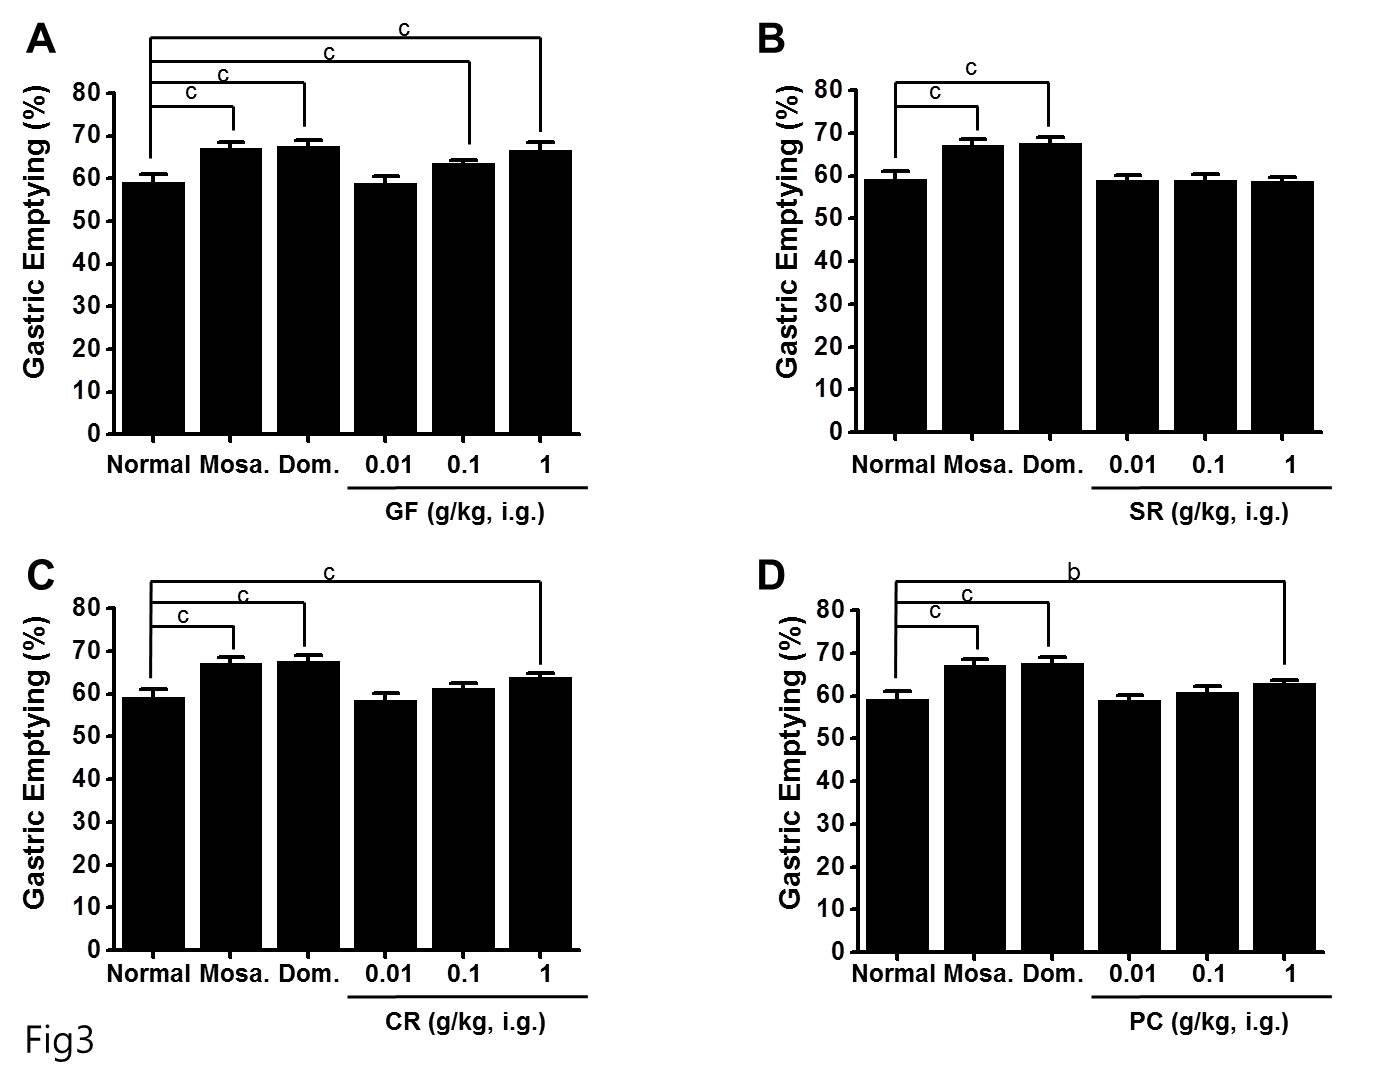 A
c
c
c
c
Gastric Emptying (%)
80
70
60
50
40
30
20
10
0
Normal Mosa. Dom. 0.01 0.1 1
GF (g/kg, i.g.)
B
c
c
Gastric Emptying (%)
80
70
60
50
40
30
20
10
0
Normal Mosa. Dom. 0.01 0.1 1
SR (g/kg, i.g.)
C
c
c
c
Gastric Emptying (%)
80
70
60
50
40
30
20
10
0
Normal Mosa. Dom. 0.01 0.1 1
CR (g/kg, i.g.)
D
b
c
c
Gastric Emptying (%)
80
70
60
50
40
30
20
10
0
Normal Mosa. Dom. 0.01 0.1 1
PC (g/kg, i.g.)
Fig3